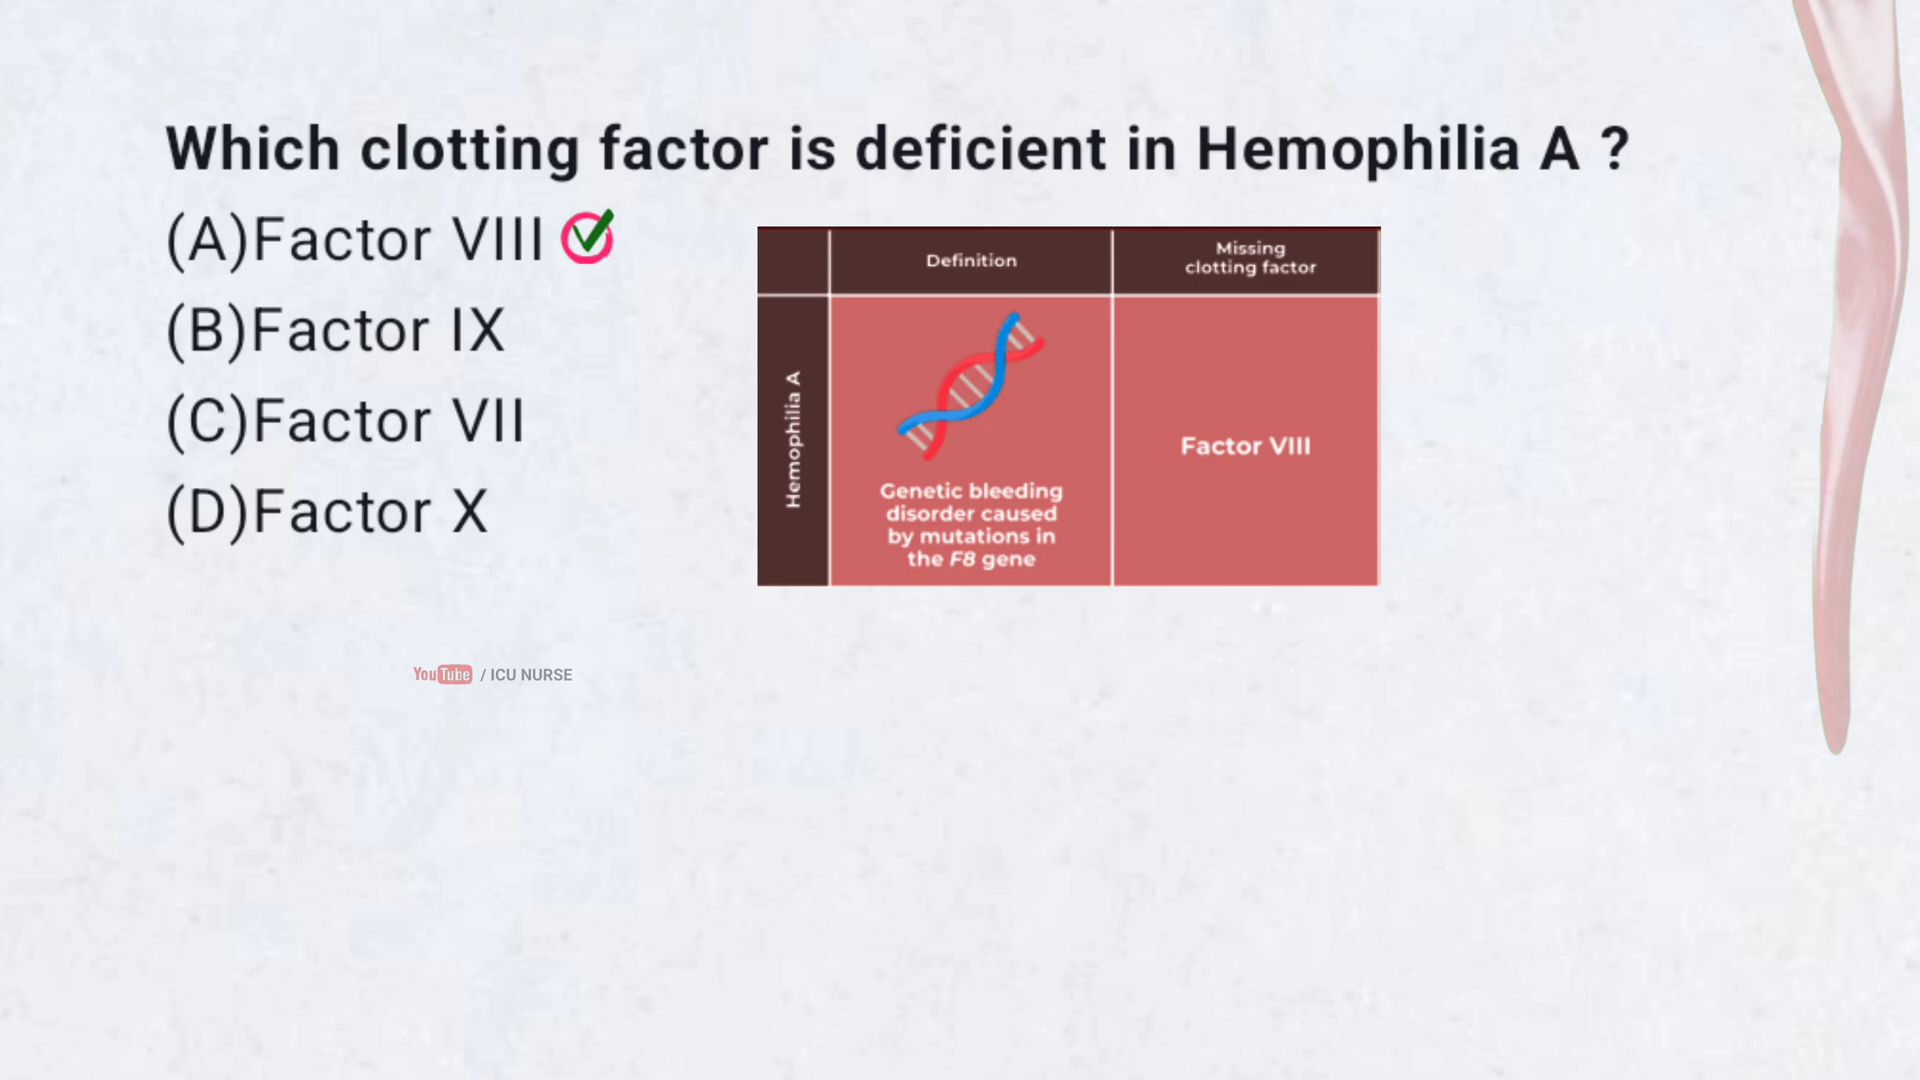 Which clotting factor is deficient in Hemophilia A ?
(A)Factor VIII
(B)Factor IX
(C)Factor VII
(D)Factor X
Definition
Missing
clotting factor
Hemophilia A
Genetic bleeding
disorder caused
by mutations in
the F8 gene
Factor VIII
YouTube / ICU NURSE